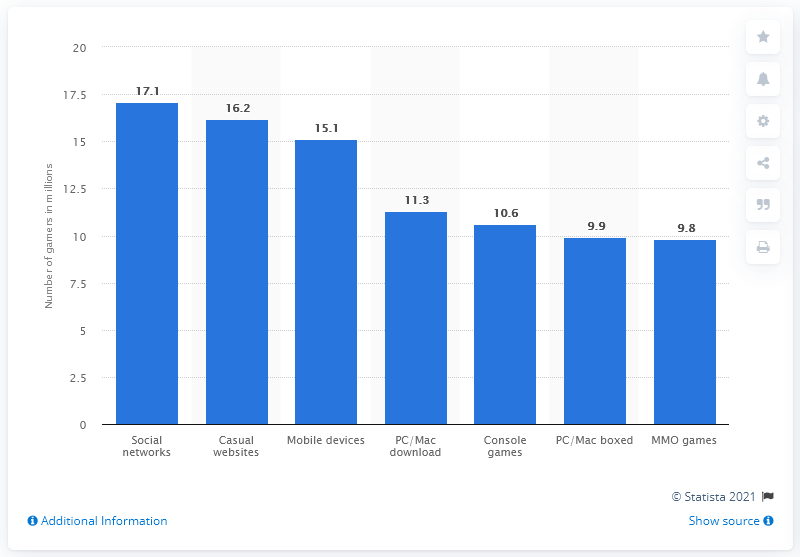 20
17.5
15
12.5
10
7.5
5
2.5
0
Number of gamers in millions
17.1
16.2
15.1
11.3
10.6
9.9
9.8
Social networks
Casual websites
Mobile devices
PC/Mac download
Console games
PC/Mac boxed
MMO games
© Statista 2021
Additional Information
Show source